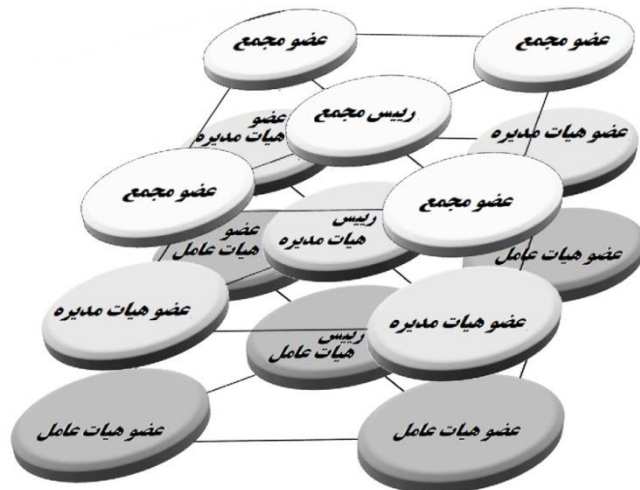 عضو مجمع
عضو مجمع
رییس مجمع
عضو
هیات مدیره
عضو هیات مدیره
عضو مجمع
عضو مجمع
رییس
هیات مدیره
عضو
هیات عامل
عضو هیات عامل
عضو هیات مدیره
عضو هیات مدیره
رییس
هیات عامل
عضو هیات عامل
عضو هیات عامل